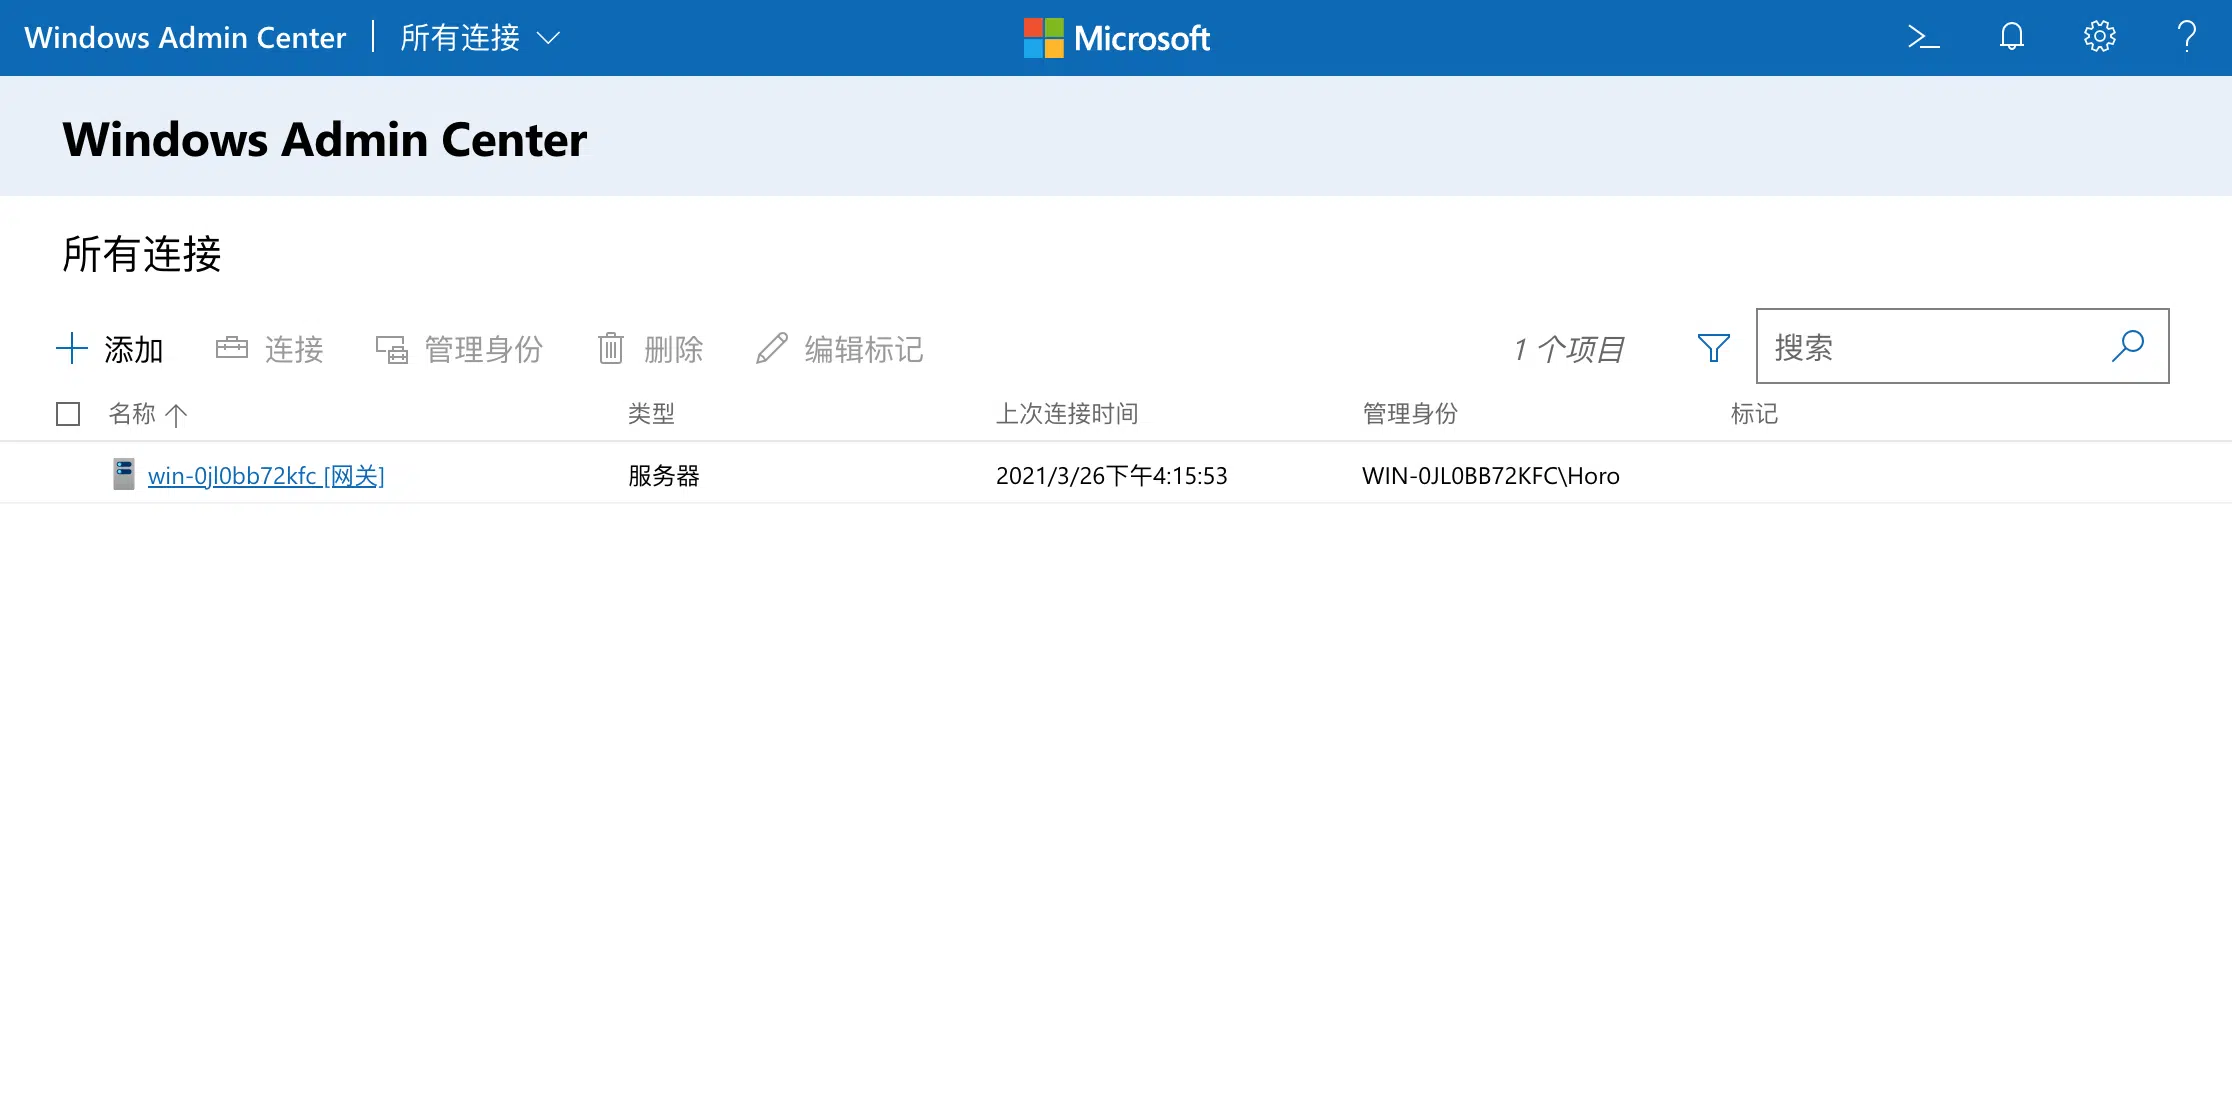 Windows Admin Center 所有连接 Microsoft
Windows Admin Center
所有连接
添加 连接 管理身份 删除 编辑标记 1 个项目 搜索
名称 类型 上次连接时间 管理身份 标记
win-0jl0bb72kfc [网关] 服务器 2021/3/26下午4:15:53 WIN-0JL0BB72KFC\Horo